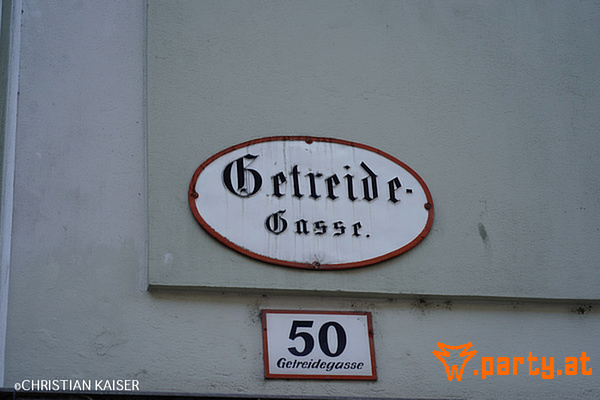 Getreide-
Gasse.
50
Getreidegasse
©CHRISTIAN KAISER
w.party.at